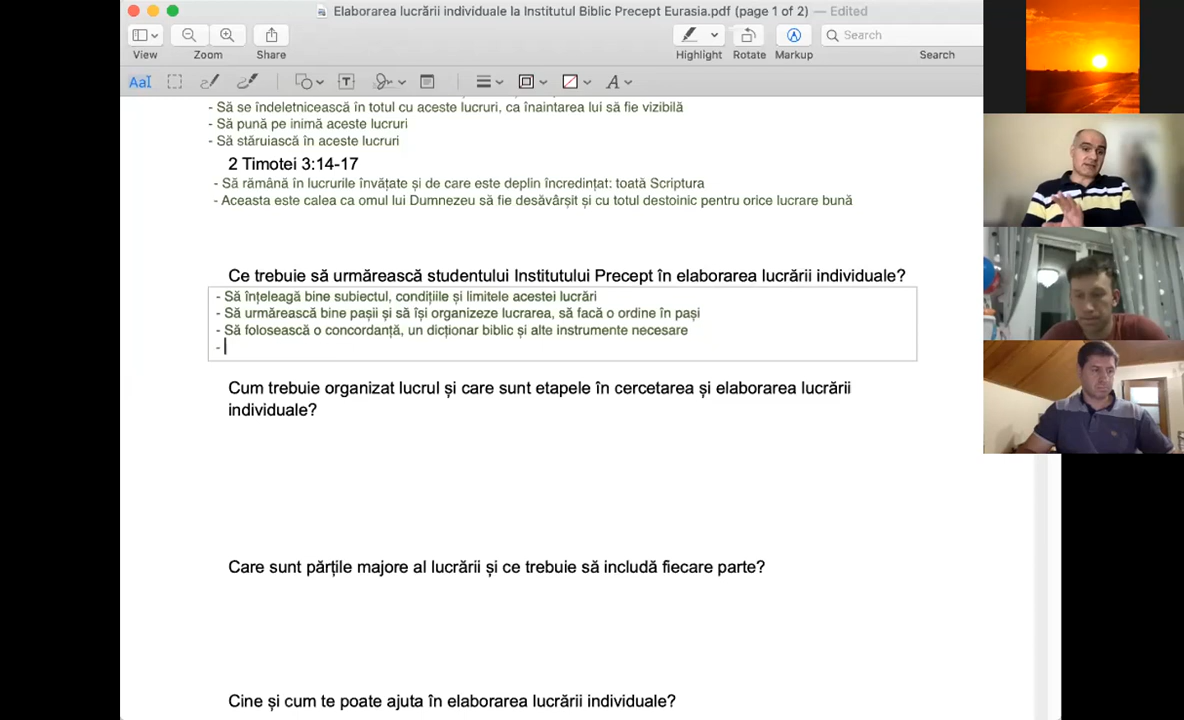 Elaborarea lucrării individuale la Institutul Biblic Precept Eurasia.pdf (page 1 of 2) — Edited
Search
View
Zoom
Share
Highlight
Rotate
Markup
Search
AaI
T
A
- Să se îndeletnicească în totul cu aceste lucruri, ca înaintarea lui să fie vizibilă
- Să pună pe inimă aceste lucruri
- Să stăruiască în aceste lucruri
2 Timotei 3:14-17
- Să rămână în lucrurile învățate și de care este deplin încredințat: toată Scriptura
- Aceasta este calea ca omul lui Dumnezeu să fie desăvârșit și cu totul destoinic pentru orice lucrare bună
Ce trebuie să urmărească studentului Institutului Precept în elaborarea lucrării individuale?
- Să înțeleagă bine subiectul, condițiile și limitele acestei lucrări
- Să urmărească bine pașii și să își organizeze lucrarea, să facă o ordine în pași
- Să folosească o concordanță, un dicționar biblic și alte instrumente necesare
-
Cum trebuie organizat lucrul și care sunt etapele în cercetarea și elaborarea lucrării
individuale?
Care sunt părțile majore al lucrării și ce trebuie să includă fiecare parte?
Cine și cum te poate ajuta în elaborarea lucrării individuale?